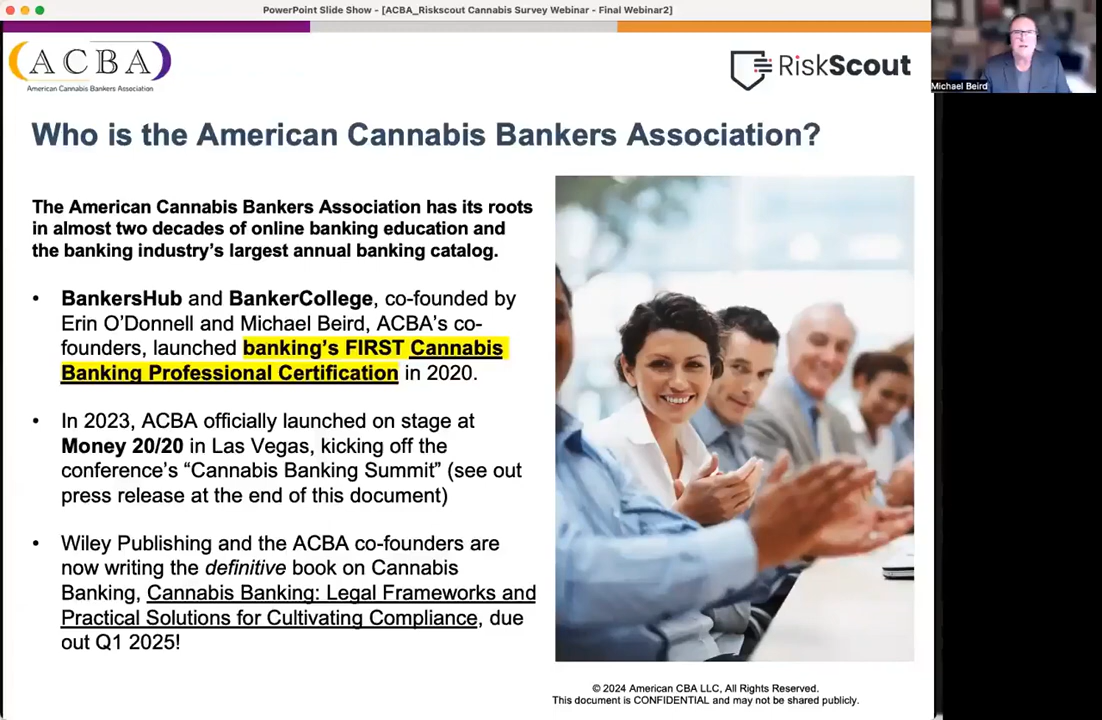 PowerPoint Slide Show - [ACBA_Riskscout Cannabis Survey Webinar - Final Webinar2]
ACBA
American Cannabis Bankers Association
RiskScout
Michael Beird
Who is the American Cannabis Bankers Association?
The American Cannabis Bankers Association has its roots
in almost two decades of online banking education and
the banking industry's largest annual banking catalog.
• BankersHub and BankerCollege, co-founded by
Erin O'Donnell and Michael Beird, ACBA's co-
founders, launched banking's FIRST Cannabis
Banking Professional Certification in 2020.
• In 2023, ACBA officially launched on stage at
Money 20/20 in Las Vegas, kicking off the
conference's “Cannabis Banking Summit” (see out
press release at the end of this document)
• Wiley Publishing and the ACBA co-founders are
now writing the definitive book on Cannabis
Banking, Cannabis Banking: Legal Frameworks and
Practical Solutions for Cultivating Compliance, due
out Q1 2025!
© 2024 American CBA LLC, All Rights Reserved.
This document is CONFIDENTIAL and may not be shared publicly.